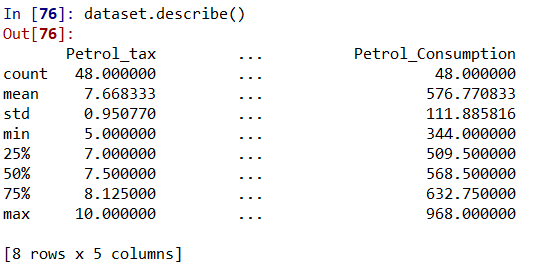 In [76]: dataset.describe()
Out[76]:
       Petrol_tax         ...          Petrol_Consumption
count   48.000000         ...                   48.000000
mean     7.668333         ...                  576.770833
std      0.950770         ...                  111.885816
min      5.000000         ...                  344.000000
25%      7.000000         ...                  509.500000
50%      7.500000         ...                  568.500000
75%      8.125000         ...                  632.750000
max     10.000000         ...                  968.000000
[8 rows x 5 columns]